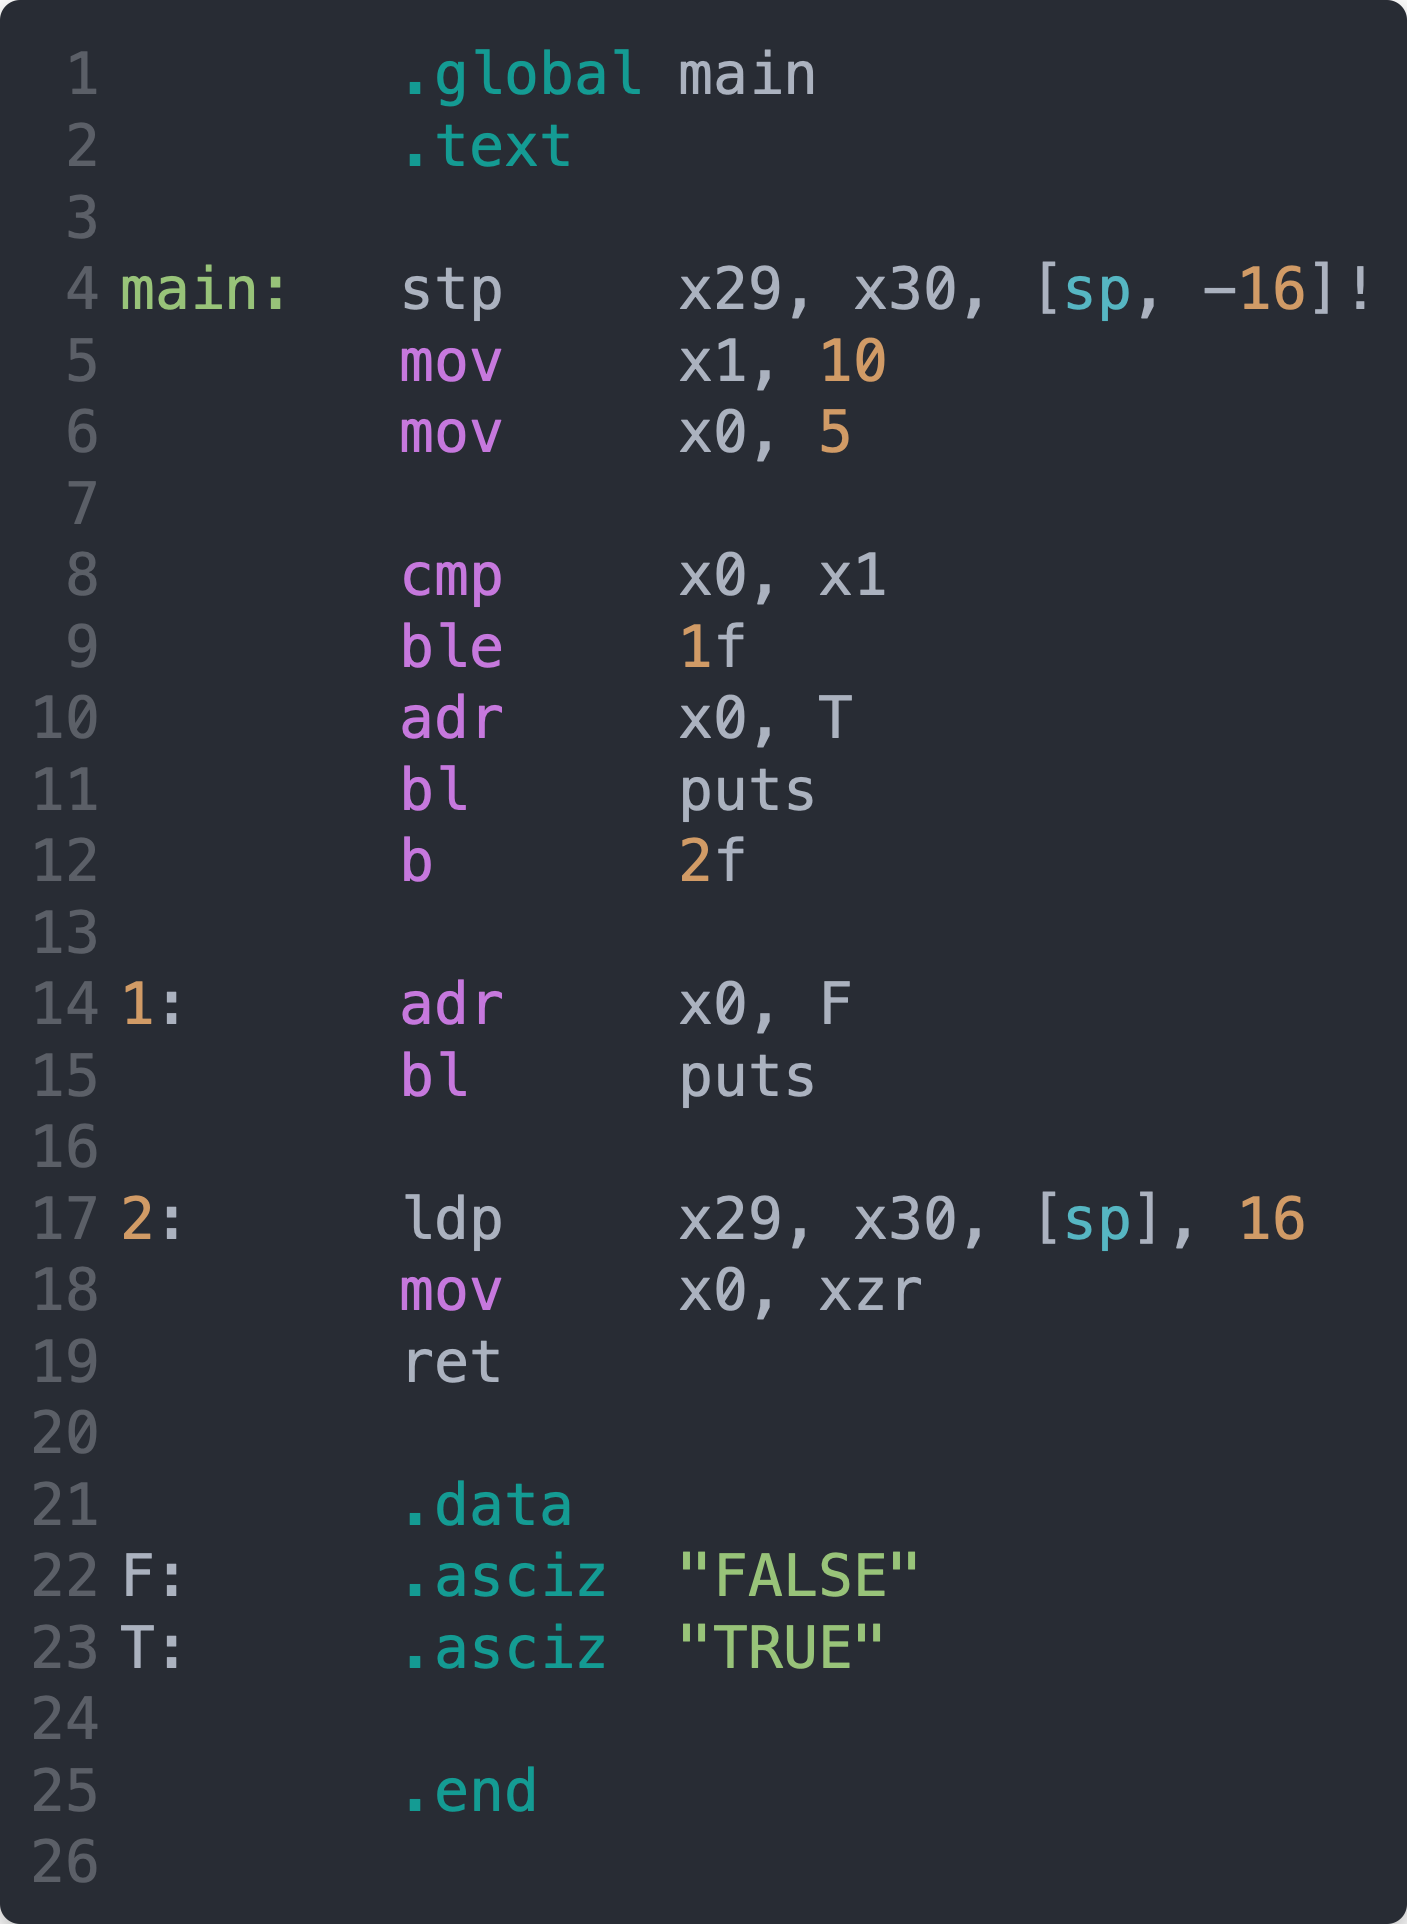 1 .global main
2 .text
3
4 main: stp x29, x30, [sp, -16]!
5 mov x1, 10
6 mov x0, 5
7
8 cmp x0, x1
9 ble 1f
10 adr x0, T
11 bl puts
12 b 2f
13
14 1: adr x0, F
15 bl puts
16
17 2: ldp x29, x30, [sp], 16
18 mov x0, xzr
19 ret
20
21 .data
22 F: .asciz "FALSE"
23 T: .asciz "TRUE"
24
25 .end
26